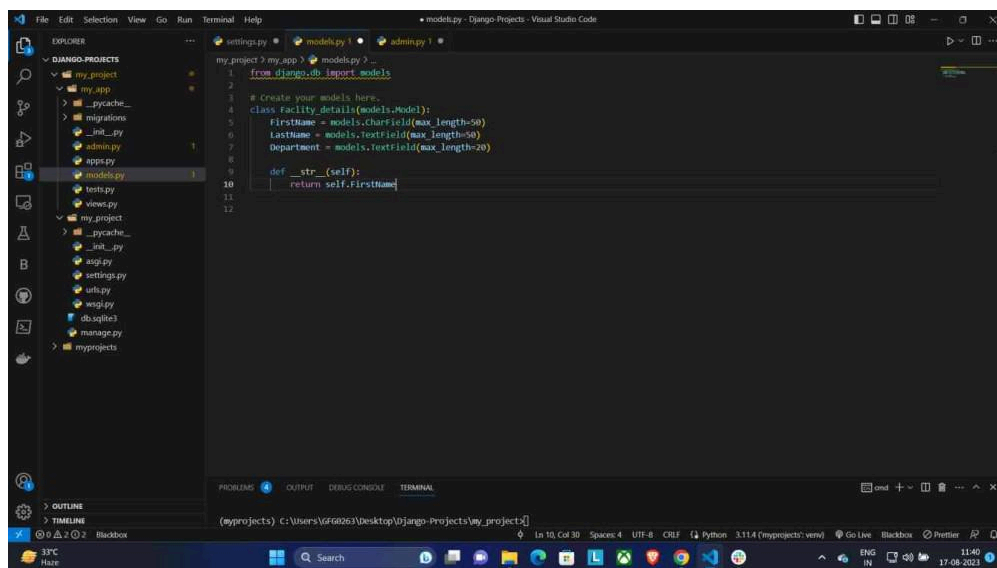 File Edit Selection View Go Run Terminal Help
• models.py - Django-Projects - Visual Studio Code
EXPLORER
settings.py
models.py 1
admin.py 1
DJANGO-PROJECTS
my_project > my_app > models.py > ...
my_project
my_app
__pycache__
migrations
__init__.py
admin.py 1
apps.py
models.py 1
tests.py
views.py
my_project
__pycache__
__init__.py
asgi.py
settings.py
urls.py
wsgi.py
db.sqlite3
manage.py
myprojects
1 from django.db import models
2
3 # Create your models here.
4 class Faclity_details(models.Model):
5 FirstName = models.CharField(max_length=50)
6 LastName = models.TextField(max_length=50)
7 Department = models.TextField(max_length=20)
8
9 def __str__(self):
10 return self.FirstName
11
12
PROBLEMS 4 OUTPUT DEBUG CONSOLE TERMINAL
cmd
OUTLINE
TIMELINE
(myprojects) C:\Users\GFG0263\Desktop\Django-Projects\my_project>
0 2 2 Blackbox
Ln 10, Col 30 Spaces: 4 UTF-8 CRLF Python 3.11.4 ('myprojects': venv) Go Live Blackbox Prettier
33°C
Haze
Search
ENG
IN
11:40
17-08-2023